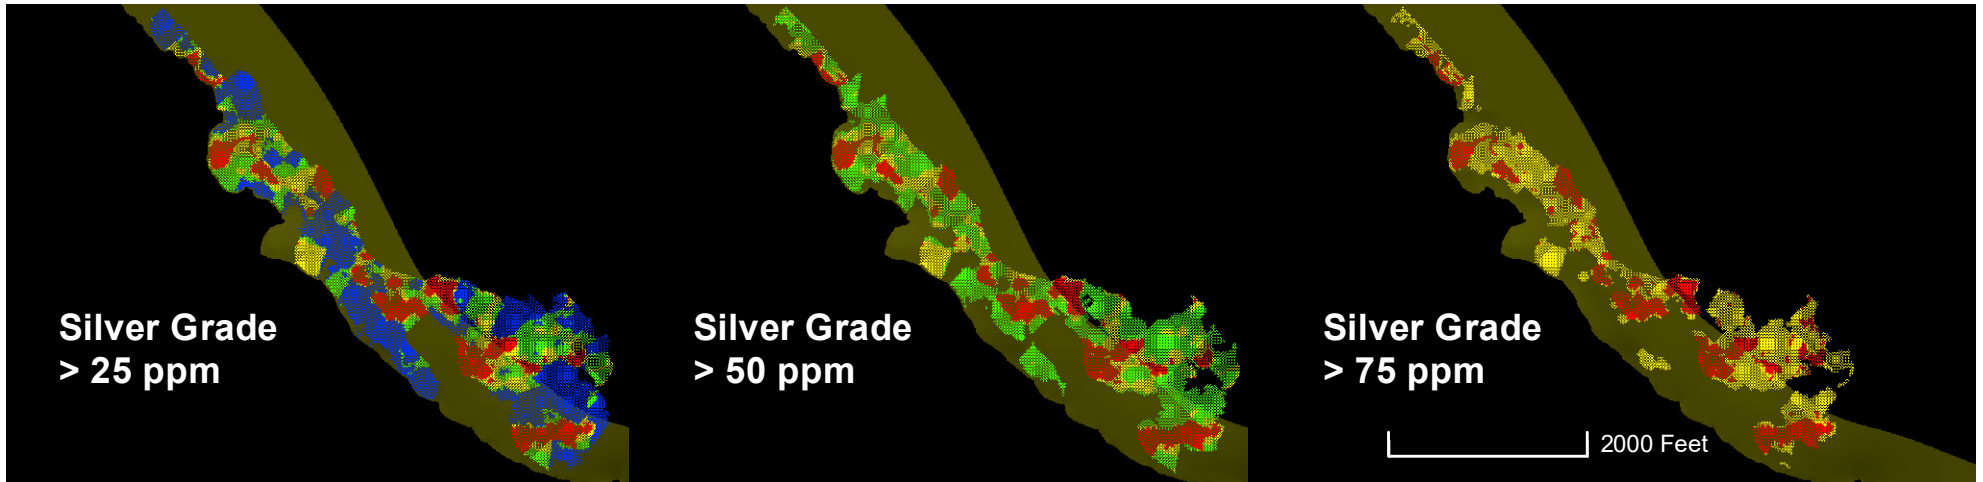 Silver Grade
> 25 ppm
Silver Grade
> 50 ppm
Silver Grade
> 75 ppm
2000 Feet